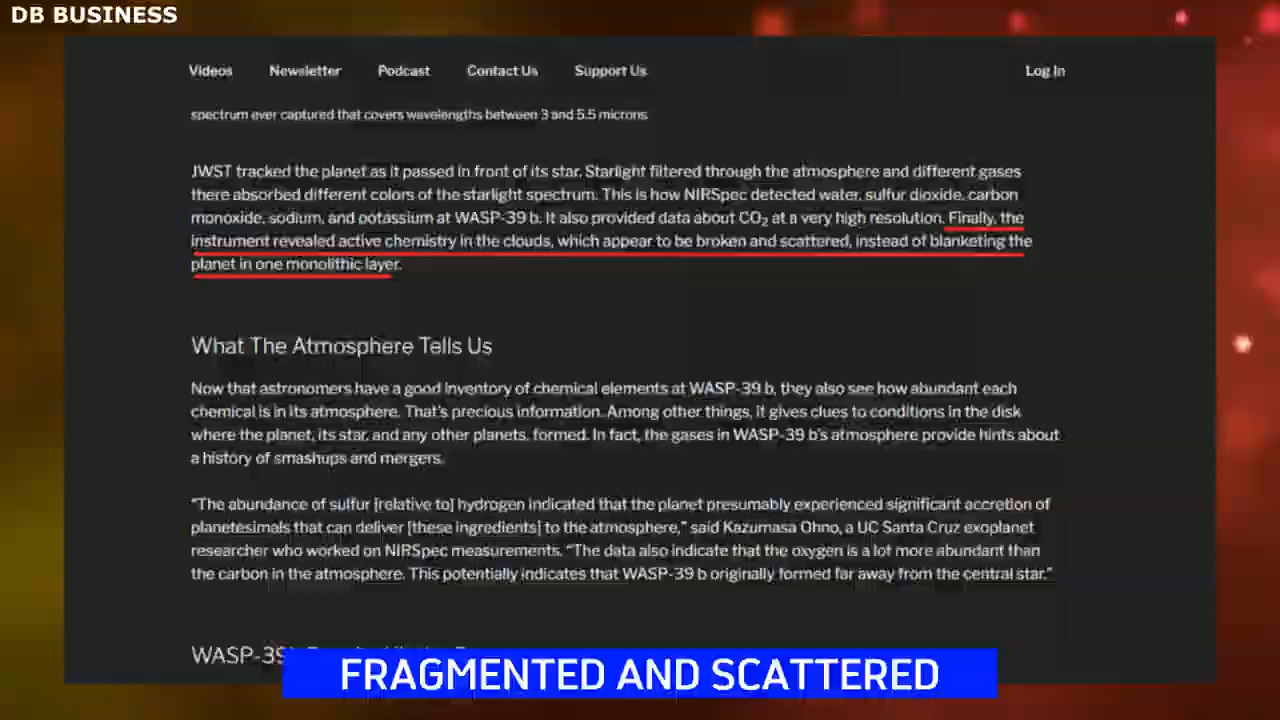 DB BUSINESS
Videos Newsletter Podcast Contact Us Support Us Log In
spectrum ever captured that covers wavelengths between 3 and 5.5 microns
JWST tracked the planet as it passed in front of its star. Starlight filtered through the atmosphere and different gases
there absorbed different colors of the starlight spectrum. This is how NIRSpec detected water, sulfur dioxide, carbon
monoxide, sodium, and potassium at WASP-39 b. It also provided data about CO₂ at a very high resolution. Finally, the
instrument revealed active chemistry in the clouds, which appear to be broken and scattered, instead of blanketing the
planet in one monolithic layer.
What The Atmosphere Tells Us
Now that astronomers have a good inventory of chemical elements at WASP-39 b, they also see how abundant each
chemical is in its atmosphere. That's precious information. Among other things, it gives clues to conditions in the disk
where the planet, its star, and any other planets, formed. In fact, the gases in WASP-39 b's atmosphere provide hints about
a history of smashups and mergers.
“The abundance of sulfur [relative to] hydrogen indicated that the planet presumably experienced significant accretion of
planetesimals that can deliver [these ingredients] to the atmosphere,” said Kazumasa Ohno, a UC Santa Cruz exoplanet
researcher who worked on NIRSpec measurements. “The data also indicate that the oxygen is a lot more abundant than
the carbon in the atmosphere. This potentially indicates that WASP-39 b originally formed far away from the central star.”
WASP-39
FRAGMENTED AND SCATTERED